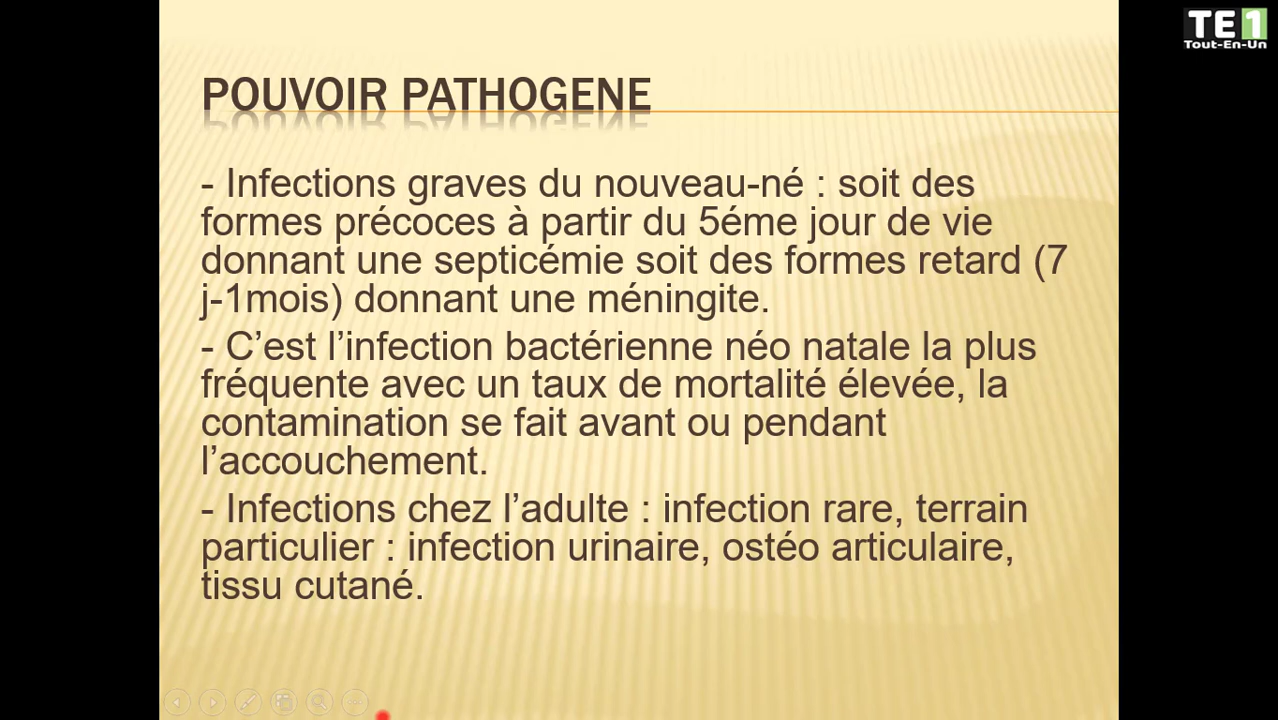 TE1
Tout-En-Un
POUVOIR PATHOGENE
- Infections graves du nouveau-né : soit des
formes précoces à partir du 5éme jour de vie
donnant une septicémie soit des formes retard (7
j-1mois) donnant une méningite.
- C’est l’infection bactérienne néo natale la plus
fréquente avec un taux de mortalité élevée, la
contamination se fait avant ou pendant
l’accouchement.
- Infections chez l’adulte : infection rare, terrain
particulier : infection urinaire, ostéo articulaire,
tissu cutané.